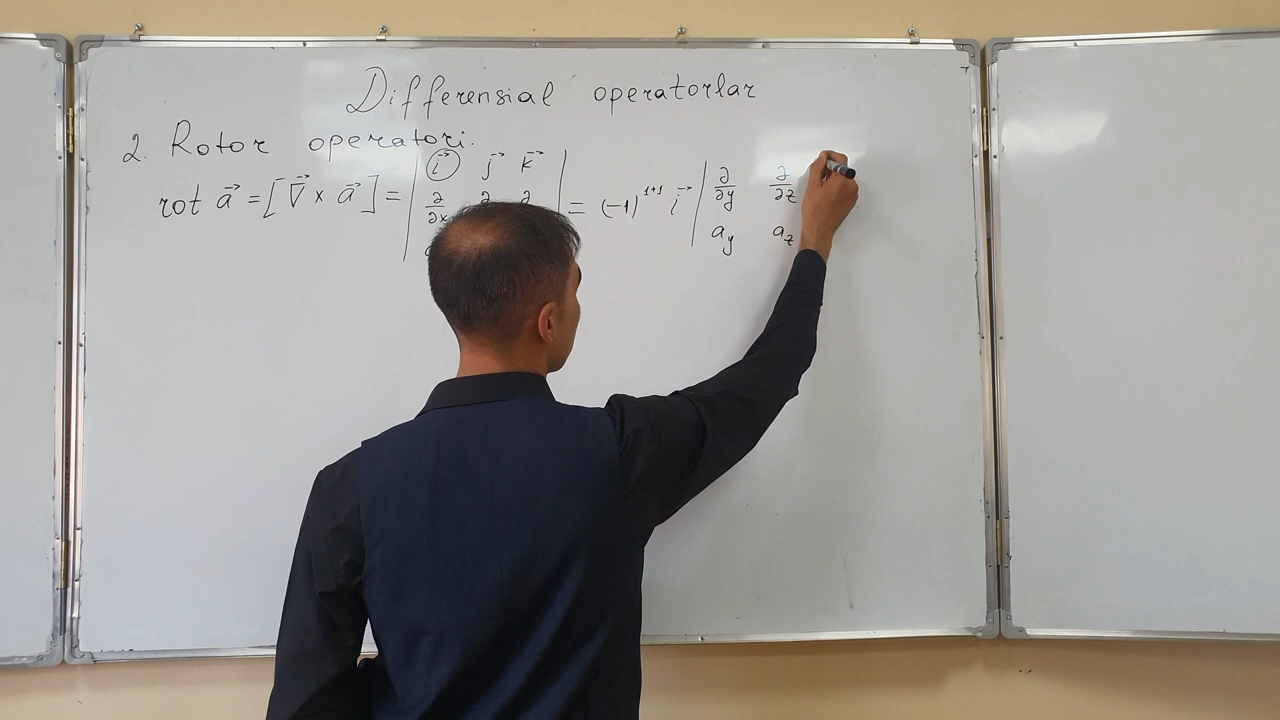 Differensial operatorlar
2. Rotor operatori.
rot a⃗ = [∇⃗ × a⃗] = | i⃗ j⃗ k⃗ | = (-1)¹⁺¹ i⃗ | ∂/∂y ∂/∂z
∂/∂x
a_y a_z